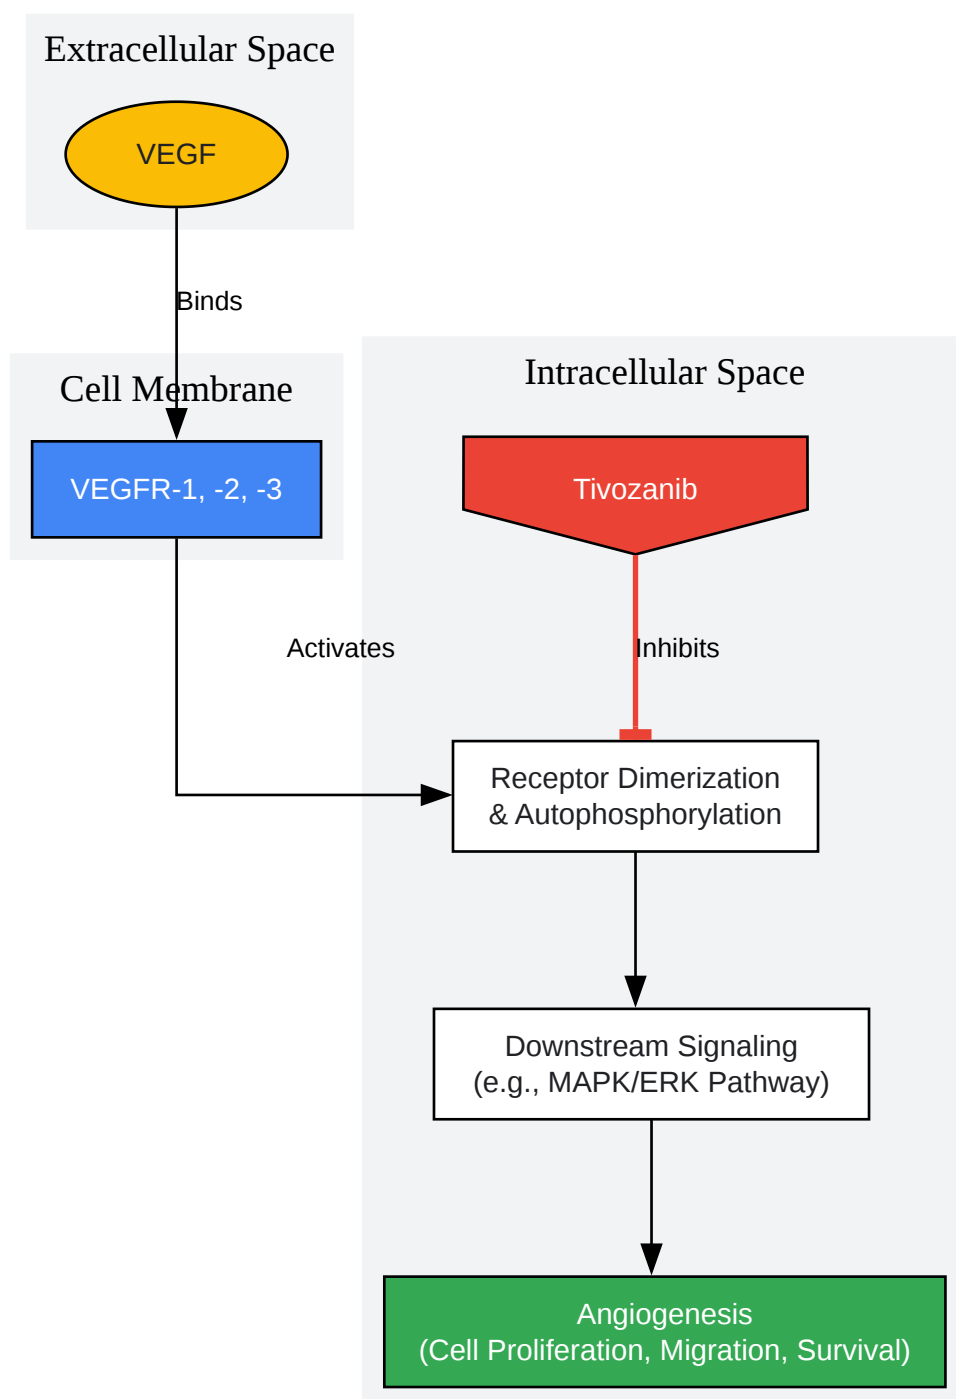 Extracellular Space
VEGF
Binds
Cell Membrane
VEGFR-1, -2, -3
Intracellular Space
Tivozanib
Activates
Inhibits
Receptor Dimerization
& Autophosphorylation
Downstream Signaling
(e.g., MAPK/ERK Pathway)
Angiogenesis
(Cell Proliferation, Migration, Survival)